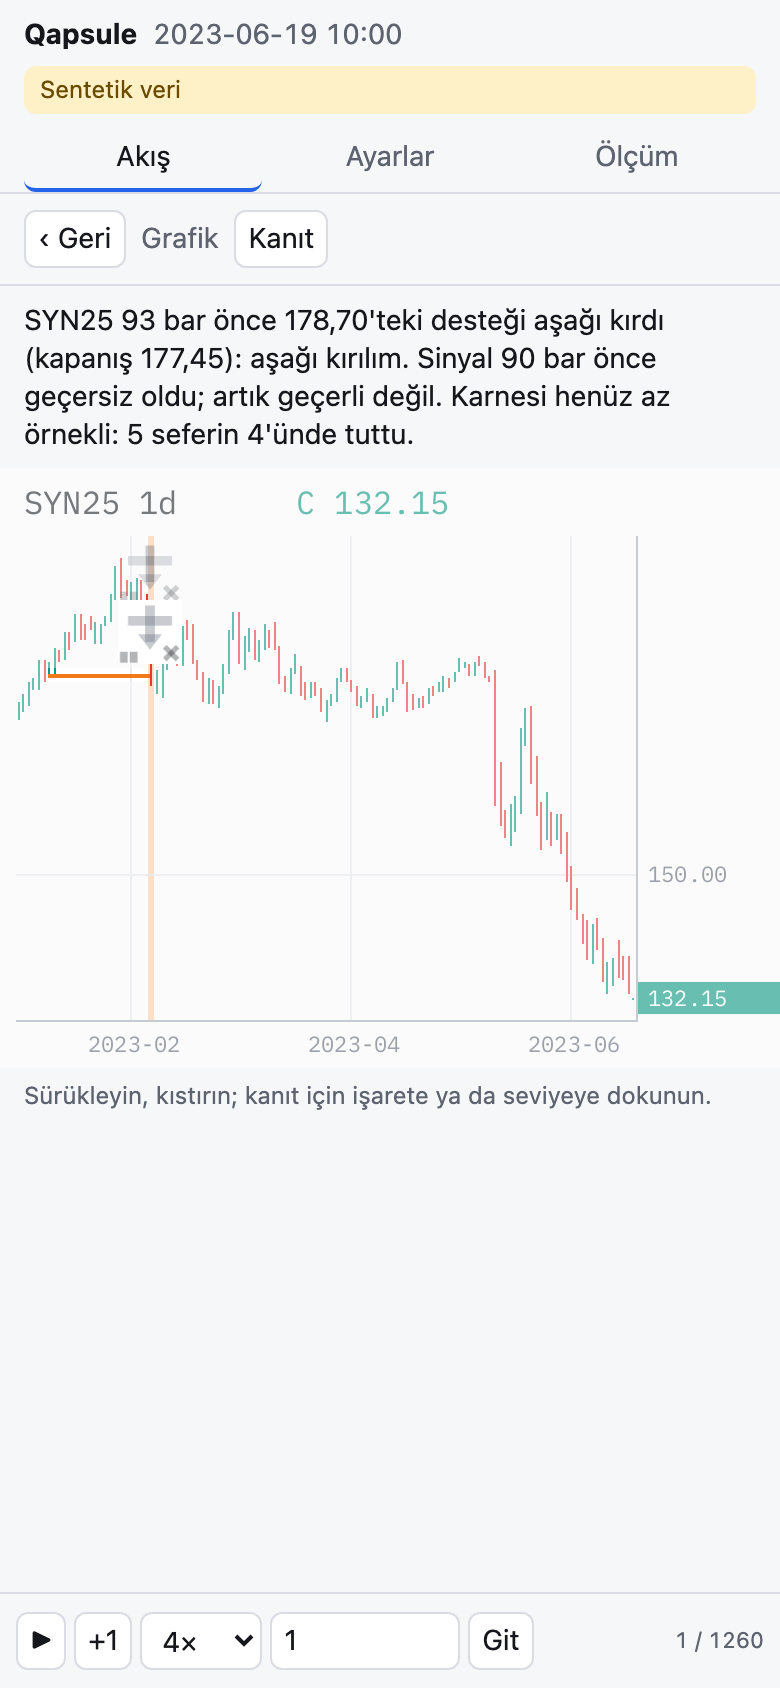 Qapsule 2023-06-19 10:00
Sentetik veri
Akış Ayarlar Ölçüm
‹ Geri Grafik Kanıt
SYN25 93 bar önce 178,70'teki desteği aşağı kırdı
(kapanış 177,45): aşağı kırılım. Sinyal 90 bar önce
geçersiz oldu; artık geçerli değil. Karnesi henüz az
örnekli: 5 seferin 4'ünde tuttu.
SYN25 1d C 132.15
150.00
132.15
2023-02 2023-04 2023-06
Sürükleyin, kıstırın; kanıt için işarete ya da seviyeye dokunun.
+1 4× 1 Git 1 / 1260